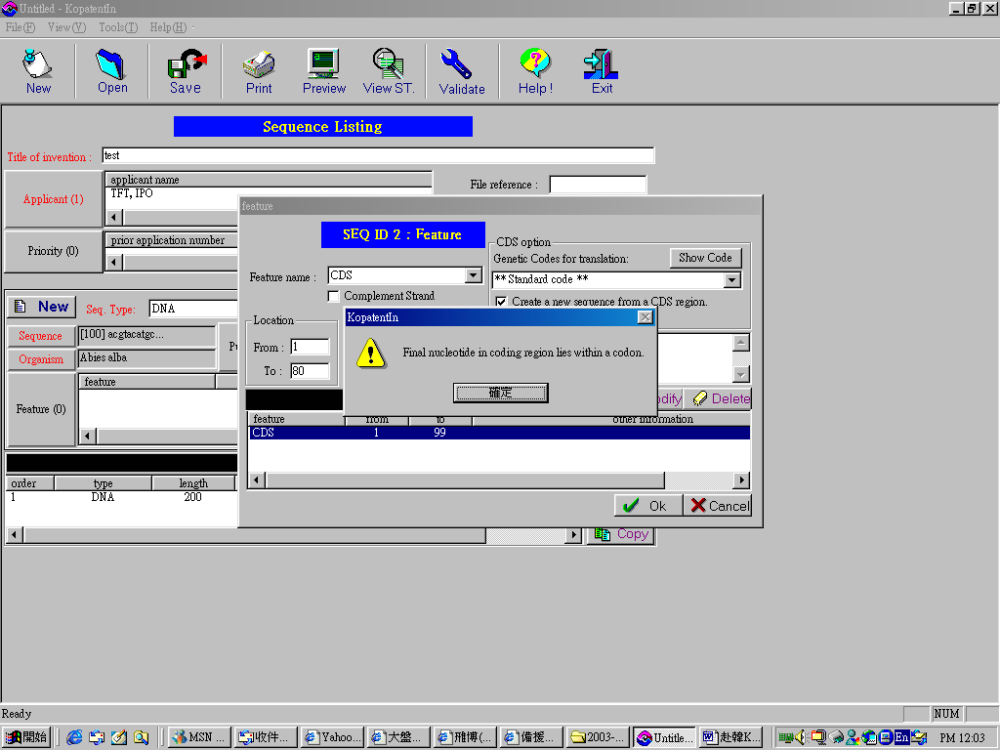 Untitled - KopatentIn
File(F) View(V) Tools(T) Help(H)
New Open Save Print Preview View ST. Validate Help ! Exit
Sequence Listing
Title of invention : test
Applicant (1)
applicant name
TFT, IPO
File reference :
Priority (0)
prior application number
feature
SEQ ID 2 : Feature
Feature name : CDS
Complement Strand
CDS option
Genetic Codes for translation: Show Code
** Standard code **
Create a new sequence from a CDS region.
Location
From : 1
To : 80
KopatentIn
Final nucleotide in coding region lies within a codon.
確定
Delete
feature from to other information
CDS 1 99
Ok Cancel
New Seq. Type: DNA
Sequence [100] acgtacatgc...
Organism Abies alba
Feature (0)
feature
order type length
1 DNA 200
Copy
Ready NUM
開始 MSN ... 收件... Yahoo... 大盤... 飛博(... 備援... 2003-... Untitle... 赴韓K... En PM 12:03